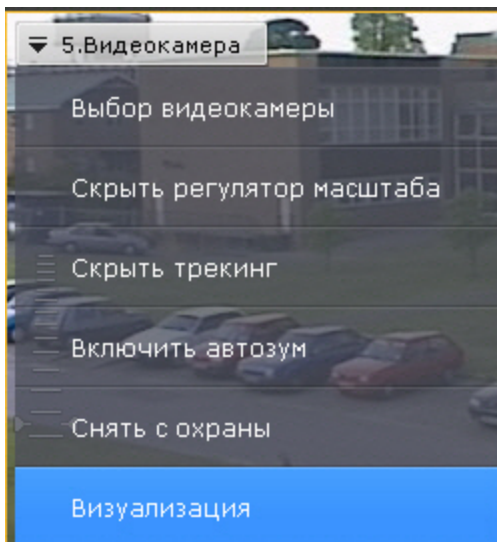 5.Видеокамера
Выбор видеокамеры
Скрыть регулятор масштаба
Скрыть трекинг
Включить автозум
Снять с охраны
Визуализация